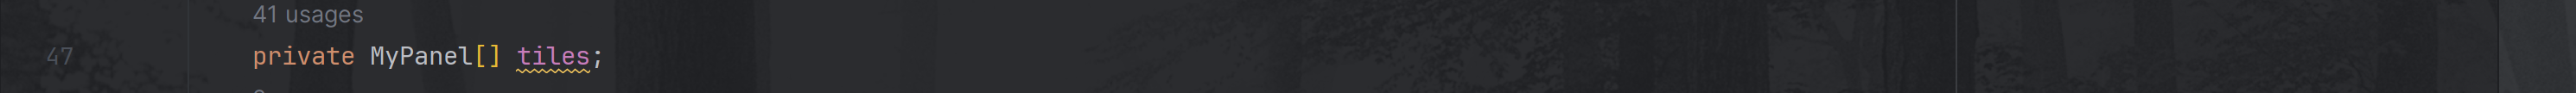 41 usages
47 private MyPanel[] tiles;